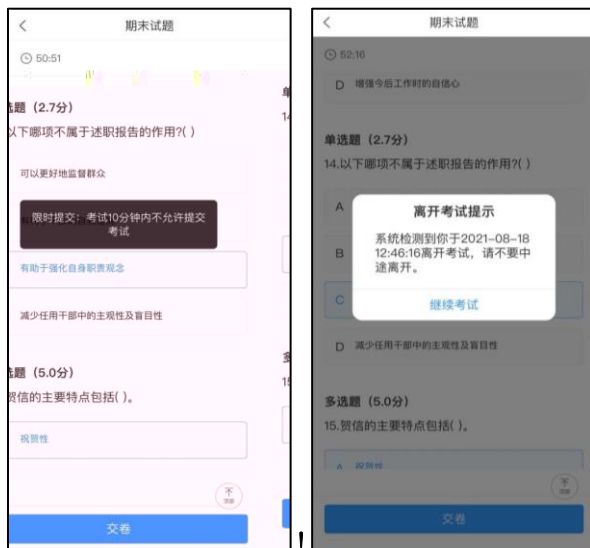 期末试题
50:51
选题（2.7分）
以下哪项不属于述职报告的作用?( )
可以更好地监督群众
限时提交：考试10分钟内不允许提交
考试
有助于强化自身职责观念
减少任用干部中的主观性及盲目性
选题（5.0分）
贺信的主要特点包括( )。
祝贺性
交卷
单
14
多
15
!
期末试题
52:16
D 增强今后工作时的自信心
单选题（2.7分）
14.以下哪项不属于述职报告的作用?( )
A
B
C
离开考试提示
系统检测到你于2021-08-18
12:46:16离开考试，请不要中
途离开。
继续考试
D 减少任用干部中的主观性及盲目性
多选题（5.0分）
15.贺信的主要特点包括( )。
A 祝贺性
交卷